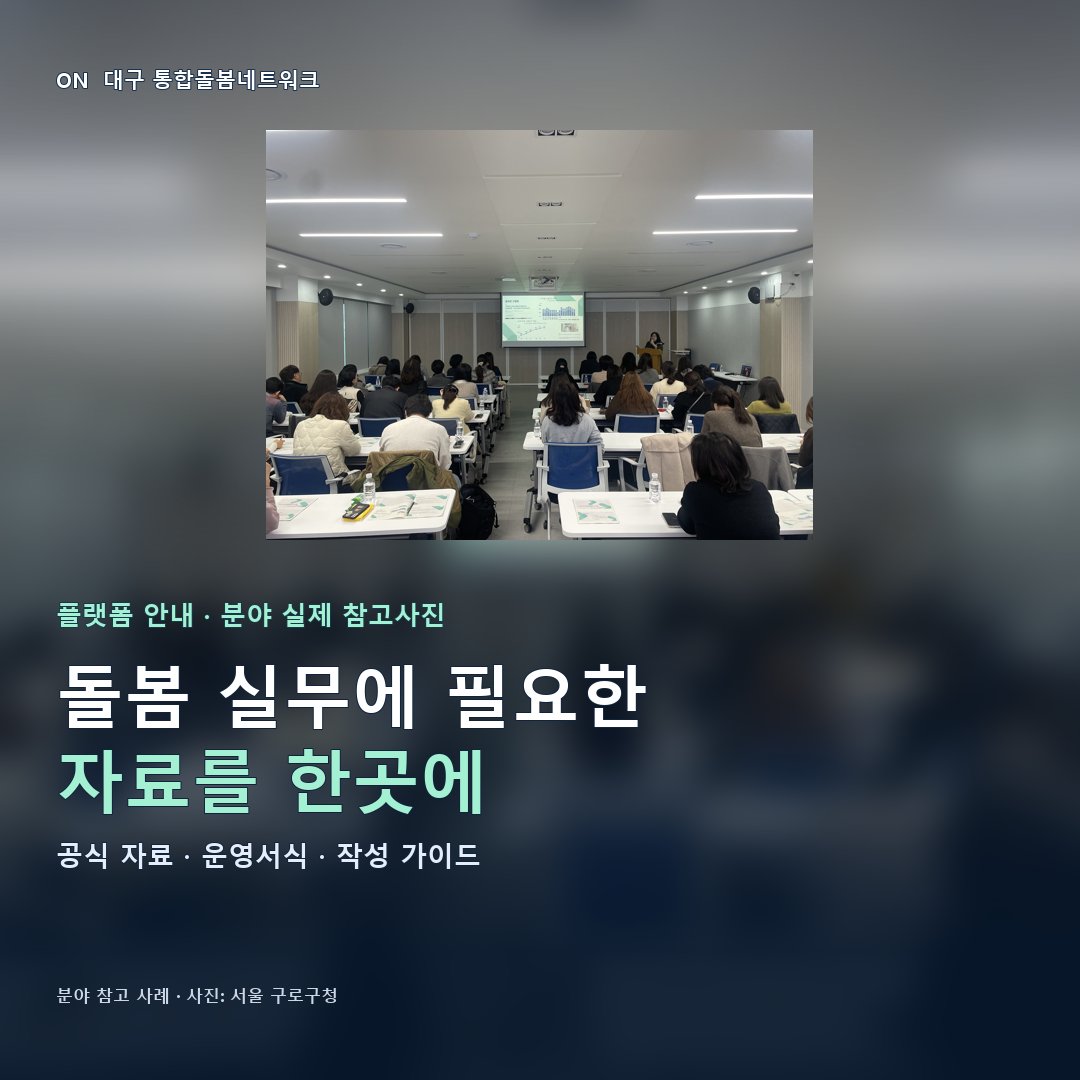 ON 대구 통합돌봄네트워크
플랫폼 안내 · 분야 실제 참고사진
돌봄 실무에 필요한
자료를 한곳에
공식 자료 · 운영서식 · 작성 가이드
분야 참고 사례 · 사진: 서울 구로구청